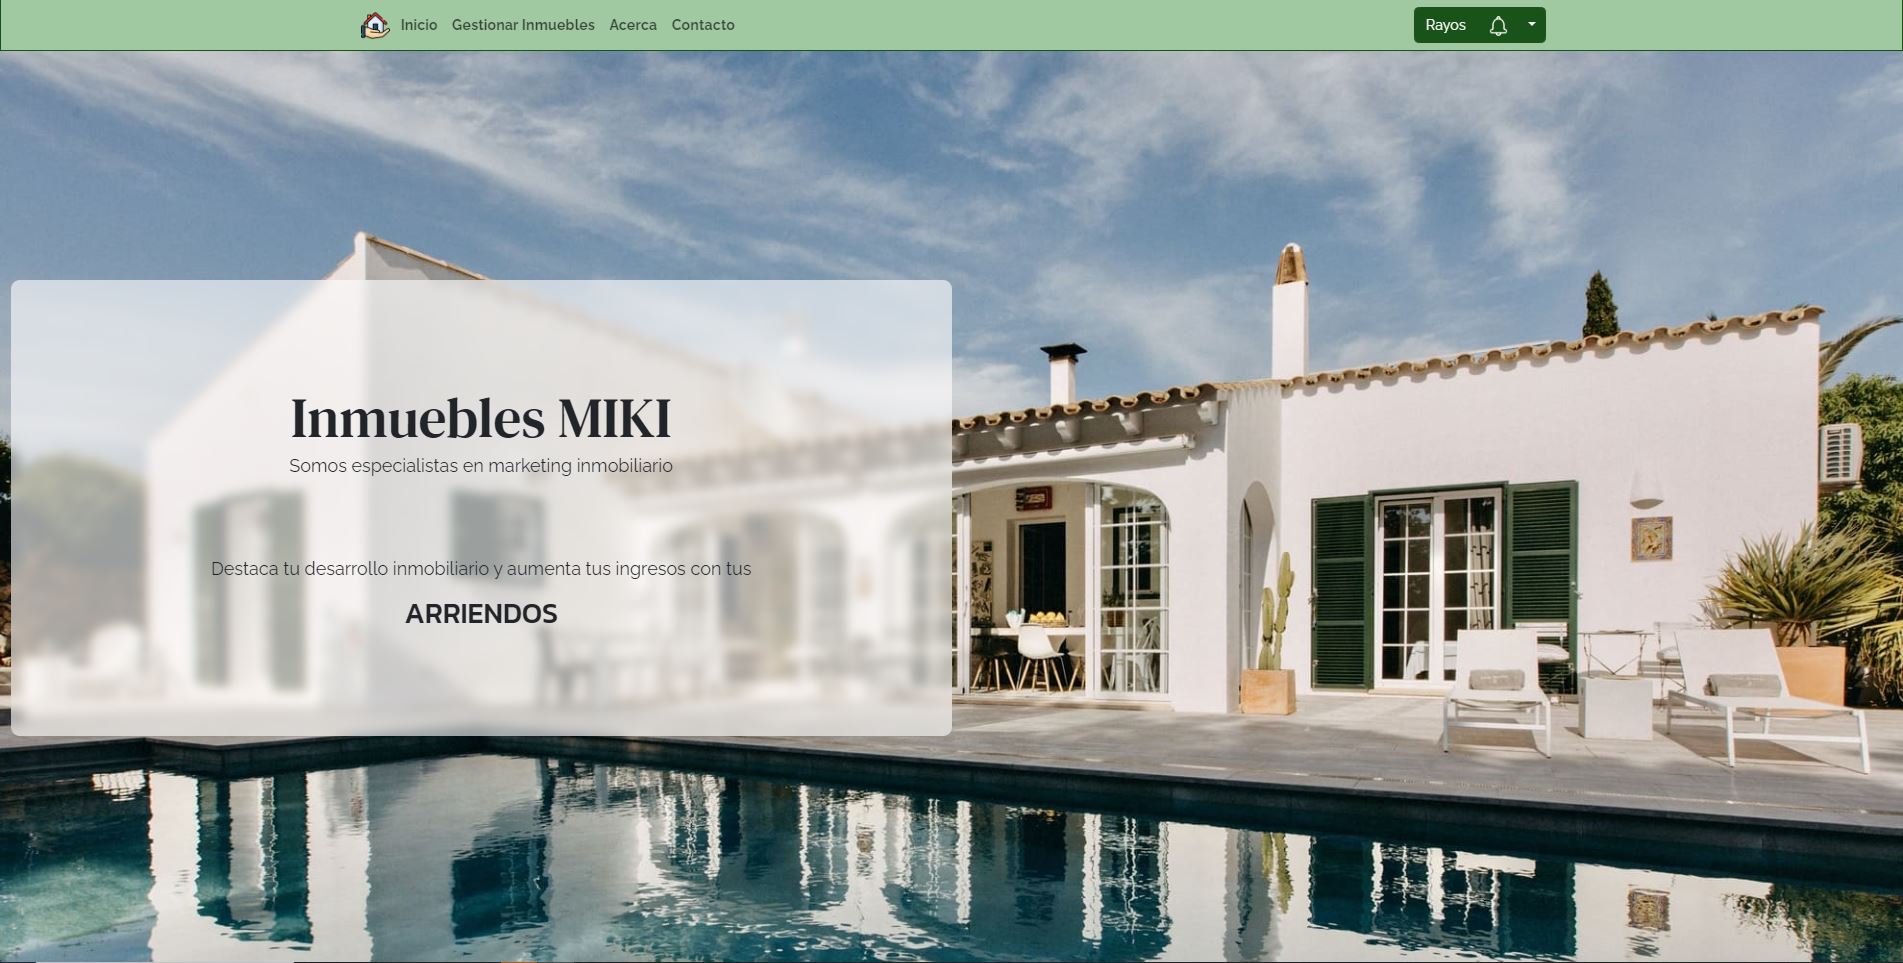 Inicio Gestionar Inmuebles Acerca Contacto Rayos
Inmuebles MIKI
Somos especialistas en marketing inmobiliario
Destaca tu desarrollo inmobiliario y aumenta tus ingresos con tus
ARRIENDOS